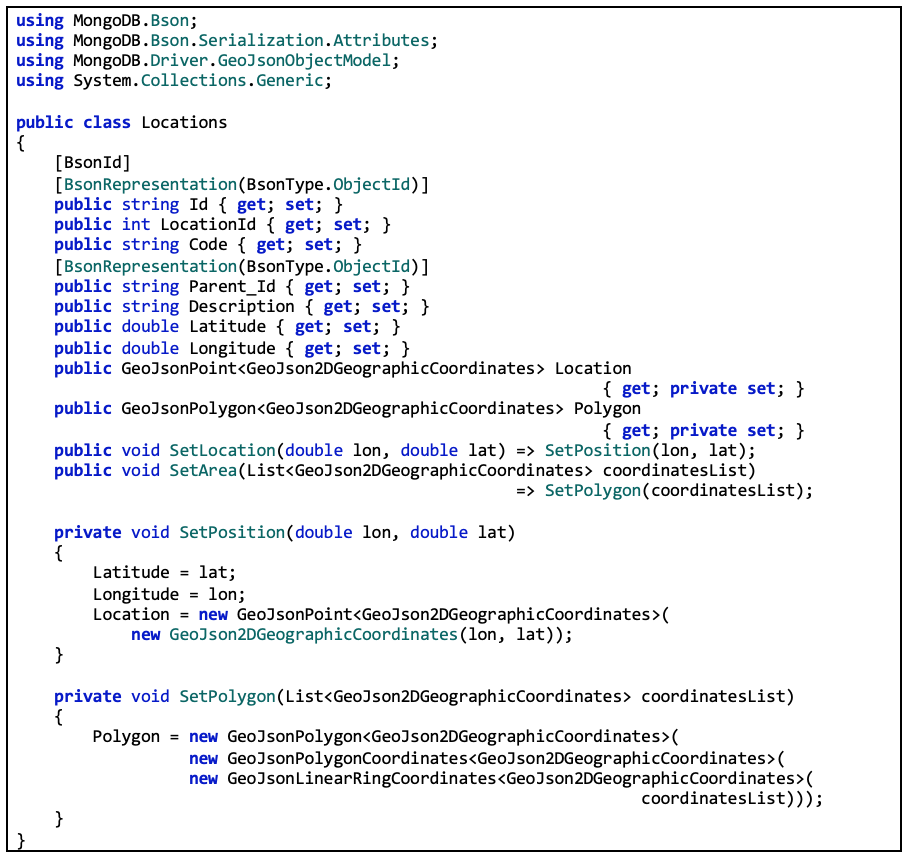 using MongoDB.Bson;
using MongoDB.Bson.Serialization.Attributes;
using MongoDB.Driver.GeoJsonObjectModel;
using System.Collections.Generic;

public class Locations
{
    [BsonId]
    [BsonRepresentation(BsonType.ObjectId)]
    public string Id { get; set; }
    public int LocationId { get; set; }
    public string Code { get; set; }
    [BsonRepresentation(BsonType.ObjectId)]
    public string Parent_Id { get; set; }
    public string Description { get; set; }
    public double Latitude { get; set; }
    public double Longitude { get; set; }
    public GeoJsonPoint<GeoJson2DGeographicCoordinates> Location
                                                             { get; private set; }
    public GeoJsonPolygon<GeoJson2DGeographicCoordinates> Polygon
                                                             { get; private set; }
    public void SetLocation(double lon, double lat) => SetPosition(lon, lat);
    public void SetArea(List<GeoJson2DGeographicCoordinates> coordinatesList)
                                                    => SetPolygon(coordinatesList);

    private void SetPosition(double lon, double lat)
    {
        Latitude = lat;
        Longitude = lon;
        Location = new GeoJsonPoint<GeoJson2DGeographicCoordinates>(
            new GeoJson2DGeographicCoordinates(lon, lat));
    }

    private void SetPolygon(List<GeoJson2DGeographicCoordinates> coordinatesList)
    {
        Polygon = new GeoJsonPolygon<GeoJson2DGeographicCoordinates>(
                  new GeoJsonPolygonCoordinates<GeoJson2DGeographicCoordinates>(
                  new GeoJsonLinearRingCoordinates<GeoJson2DGeographicCoordinates>(
                                                                 coordinatesList)));
    }
}